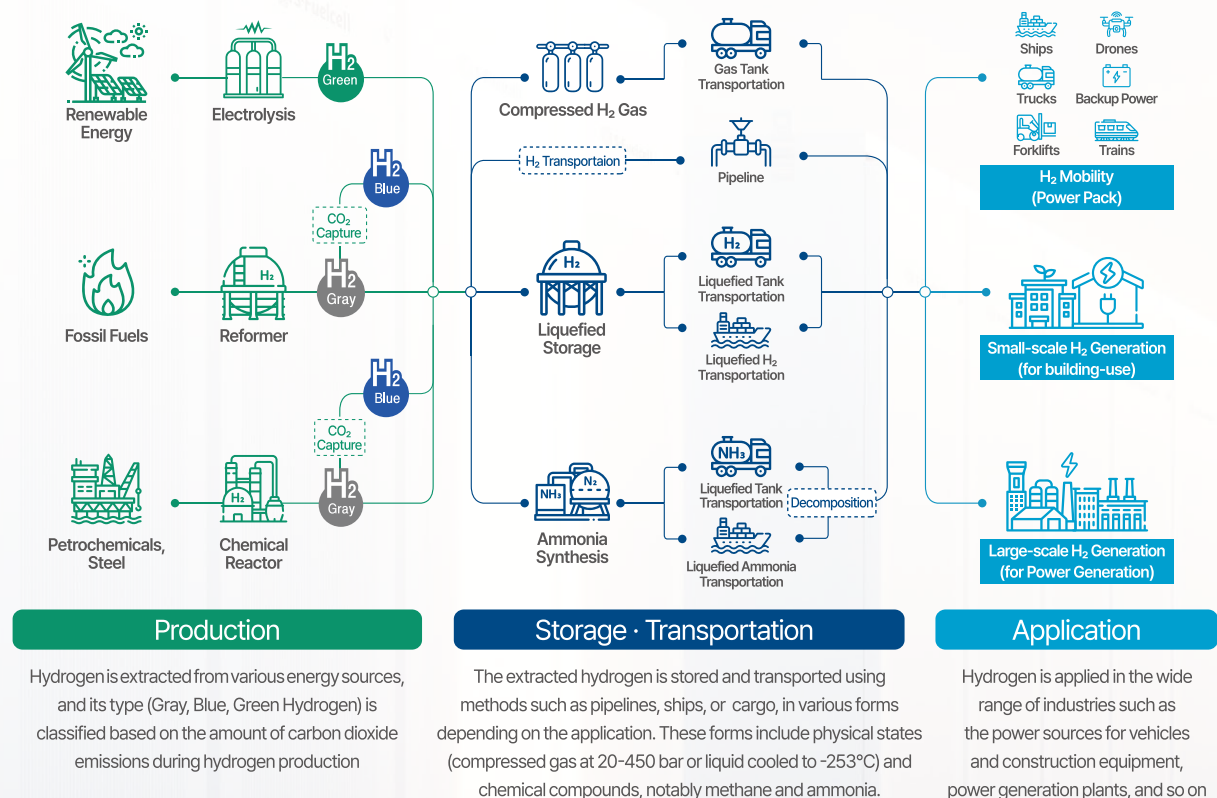 Renewable
Energy
Electrolysis
H2
Green
H2
Blue
CO₂
Capture
Fossil Fuels
H₂
Reformer
H2
Gray
H2
Blue
CO₂
Capture
Petrochemicals,
Steel
H₂
Chemical
Reactor
H2
Gray
Compressed H₂ Gas
Gas Tank
Transportation
H₂ Transportaion
Pipeline
H₂
Liquefied
Storage
H₂
Liquefied Tank
Transportation
Liquefied H₂
Transportation
NH₃
N₂
Ammonia
Synthesis
NH₃
Liquefied Tank
Transportation
Decomposition
Liquefied Ammonia
Transportation
Ships
Drones
Trucks
Backup Power
Forklifts
Trains
H₂ Mobility
(Power Pack)
Small-scale H₂ Generation
(for building-use)
Large-scale H₂ Generation
(for Power Generation)
Production
Hydrogen is extracted from various energy sources,
and its type (Gray, Blue, Green Hydrogen) is
classified based on the amount of carbon dioxide
emissions during hydrogen production
Storage · Transportation
The extracted hydrogen is stored and transported using
methods such as pipelines, ships, or cargo, in various forms
depending on the application. These forms include physical states
(compressed gas at 20-450 bar or liquid cooled to -253°C) and
chemical compounds, notably methane and ammonia.
Application
Hydrogen is applied in the wide
range of industries such as
the power sources for vehicles
and construction equipment,
power generation plants, and so on